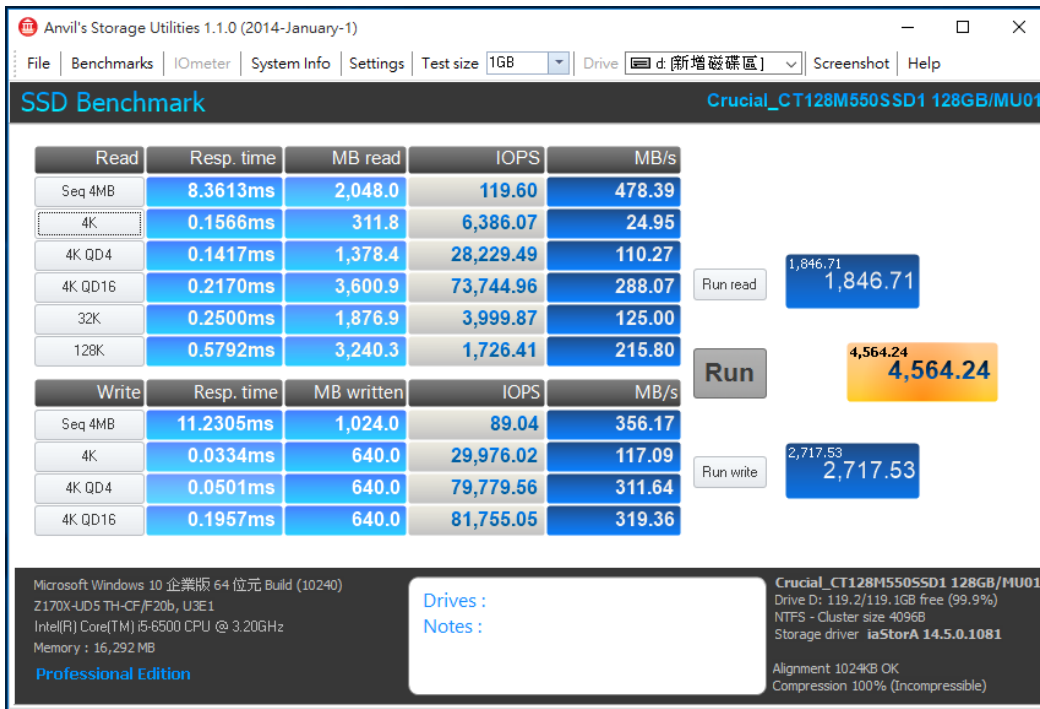 Anvil's Storage Utilities 1.1.0 (2014-January-1)
File Benchmarks IOmeter System Info Settings Test size 1GB Drive d: [新增磁碟區] Screenshot Help
SSD Benchmark Crucial_CT128M550SSD1 128GB/MU01
Read Resp. time MB read IOPS MB/s
Seq 4MB 8.3613ms 2,048.0 119.60 478.39
4K 0.1566ms 311.8 6,386.07 24.95
4K QD4 0.1417ms 1,378.4 28,229.49 110.27
4K QD16 0.2170ms 3,600.9 73,744.96 288.07
32K 0.2500ms 1,876.9 3,999.87 125.00
128K 0.5792ms 3,240.3 1,726.41 215.80
Run read
1,846.71
1,846.71
Run
4,564.24
4,564.24
Write Resp. time MB written IOPS MB/s
Seq 4MB 11.2305ms 1,024.0 89.04 356.17
4K 0.0334ms 640.0 29,976.02 117.09
4K QD4 0.0501ms 640.0 79,779.56 311.64
4K QD16 0.1957ms 640.0 81,755.05 319.36
Run write
2,717.53
2,717.53
Microsoft Windows 10 企業版 64 位元 Build (10240)
Z170X-UD5 TH-CF/F20b, U3E1
Intel(R) Core(TM) i5-6500 CPU @ 3.20GHz
Memory : 16,292 MB
Professional Edition
Drives :
Notes :
Crucial_CT128M550SSD1 128GB/MU01
Drive D: 119.2/119.1GB free (99.9%)
NTFS - Cluster size 4096B
Storage driver iaStorA 14.5.0.1081
Alignment 1024KB OK
Compression 100% (Incompressible)